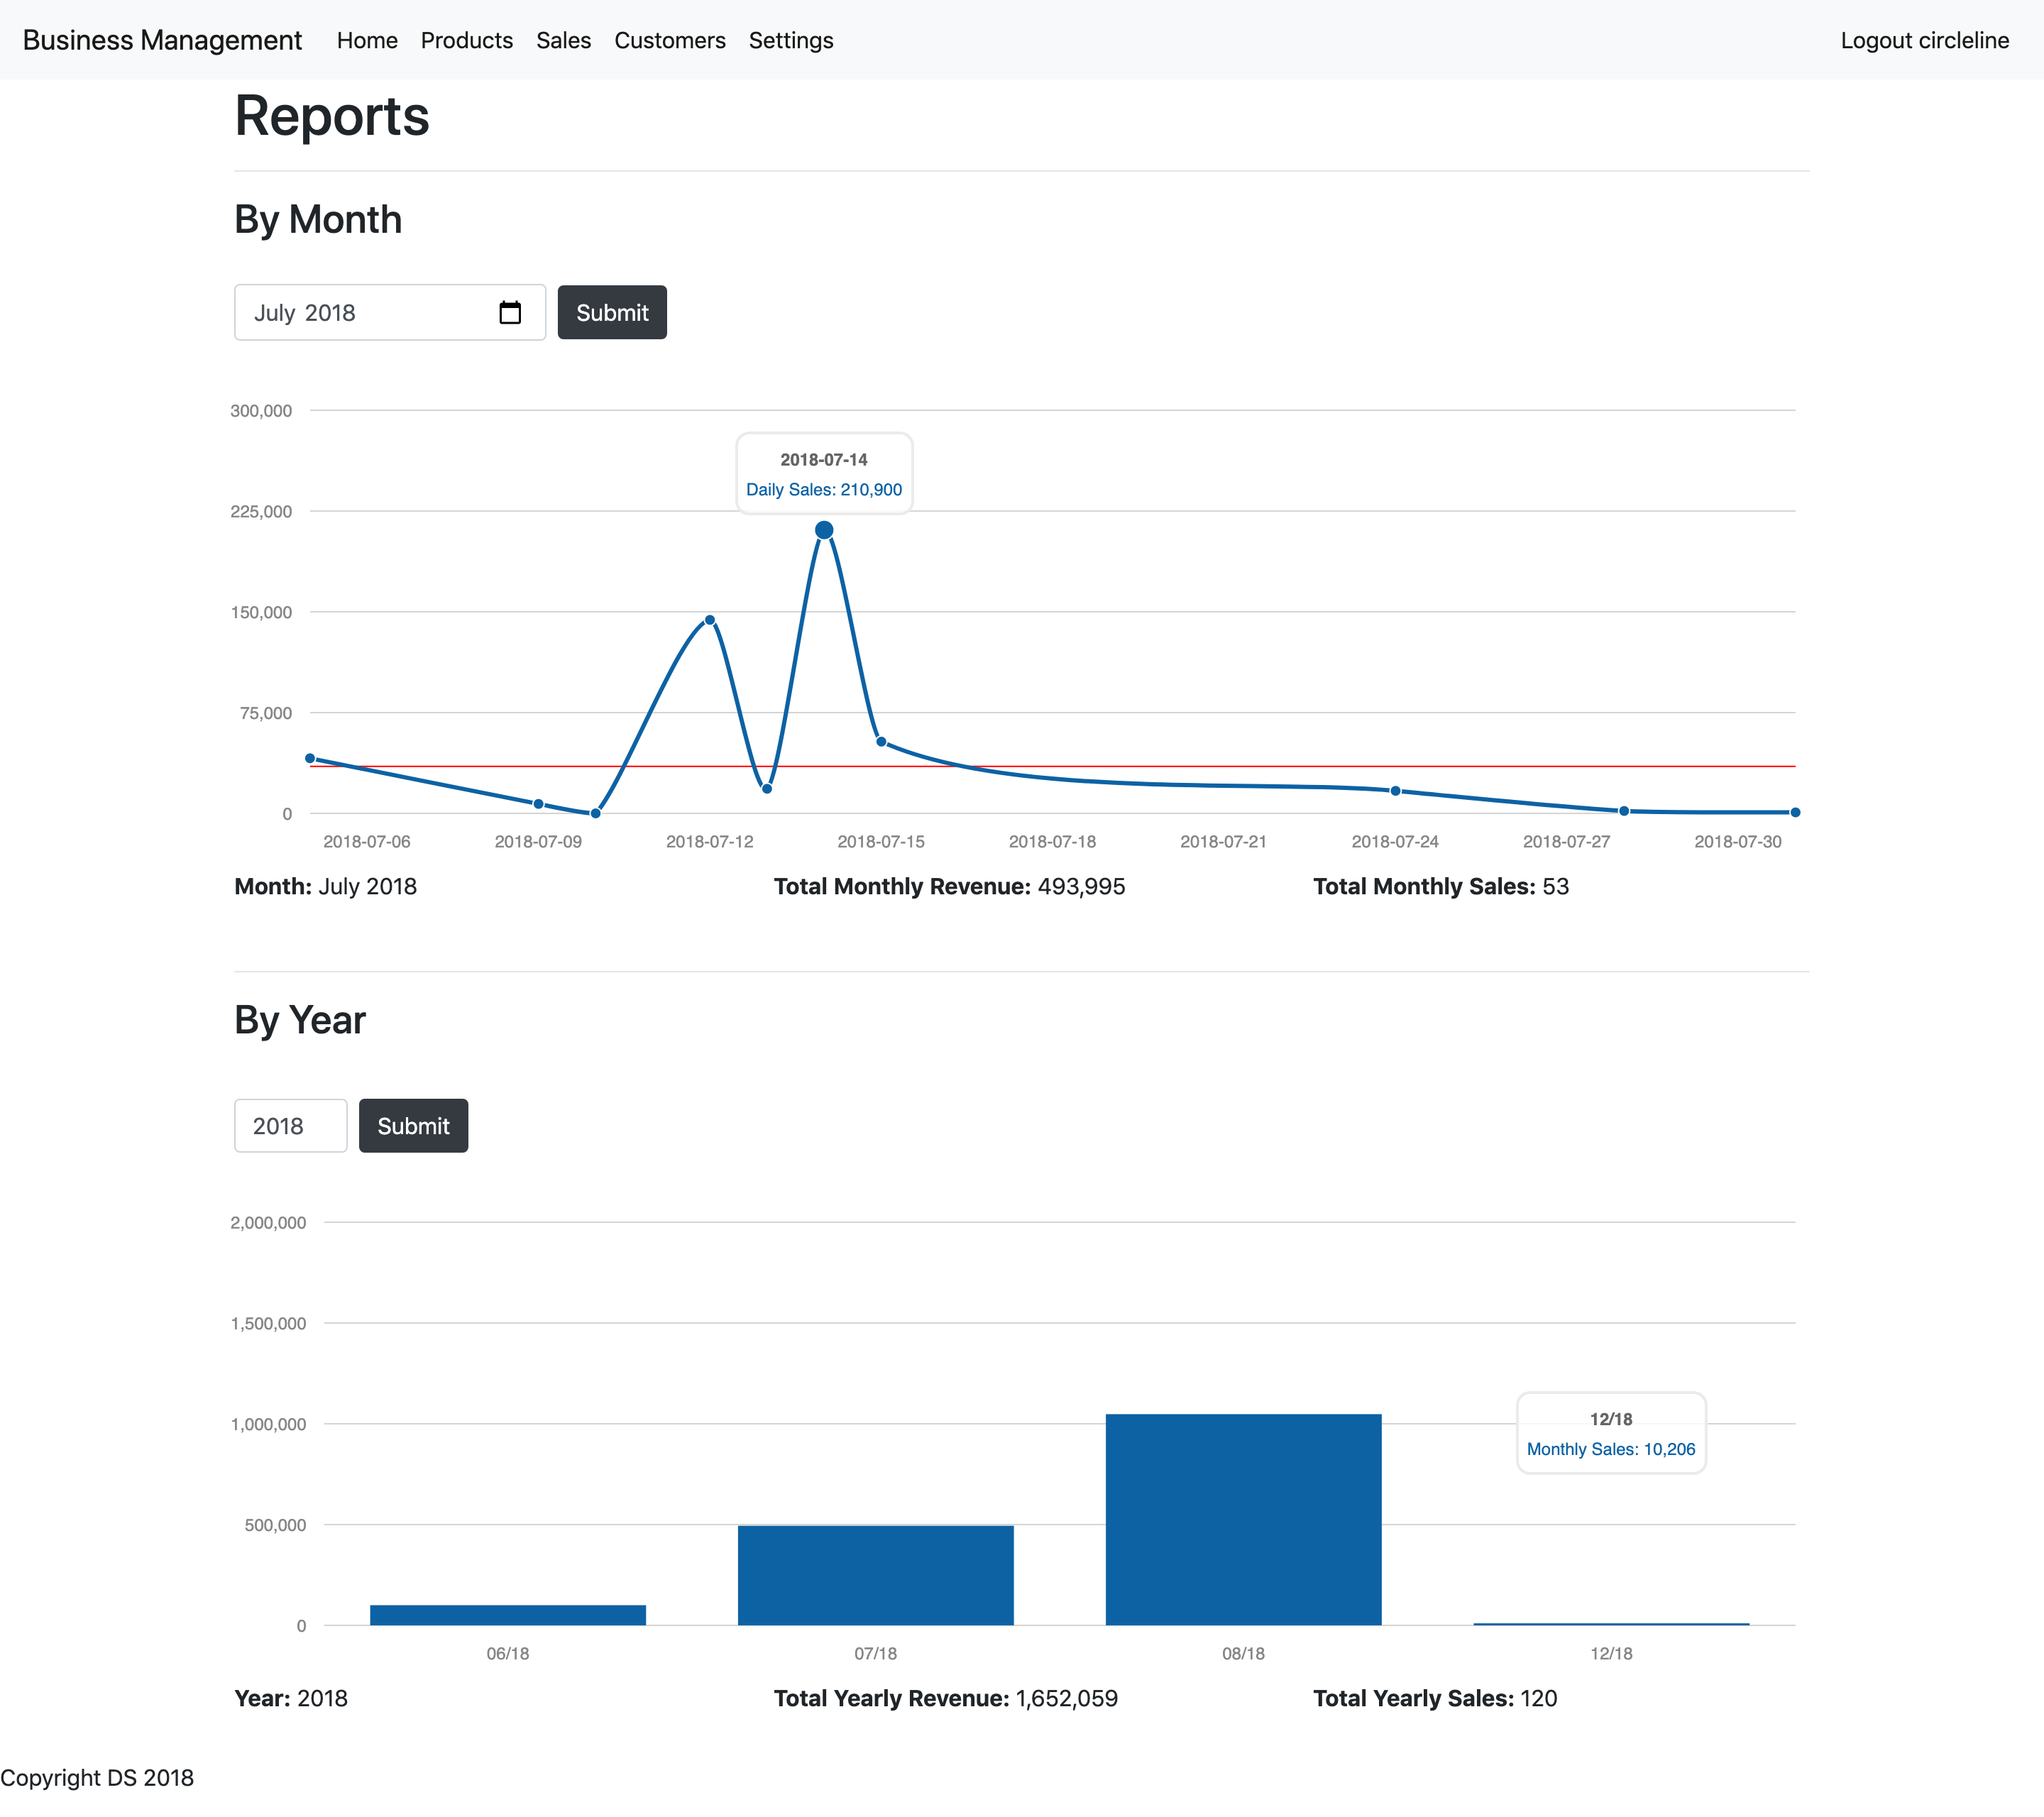 Business Management Home Products Sales Customers Settings Logout circleline
Reports
By Month
July 2018 Submit
300,000
2018-07-14
Daily Sales: 210,900
225,000
150,000
75,000
0
2018-07-06 2018-07-09 2018-07-12 2018-07-15 2018-07-18 2018-07-21 2018-07-24 2018-07-27 2018-07-30
Month: July 2018 Total Monthly Revenue: 493,995 Total Monthly Sales: 53
By Year
2018 Submit
2,000,000
1,500,000
1,000,000
12/18
Monthly Sales: 10,206
500,000
0
06/18 07/18 08/18 12/18
Year: 2018 Total Yearly Revenue: 1,652,059 Total Yearly Sales: 120
Copyright DS 2018